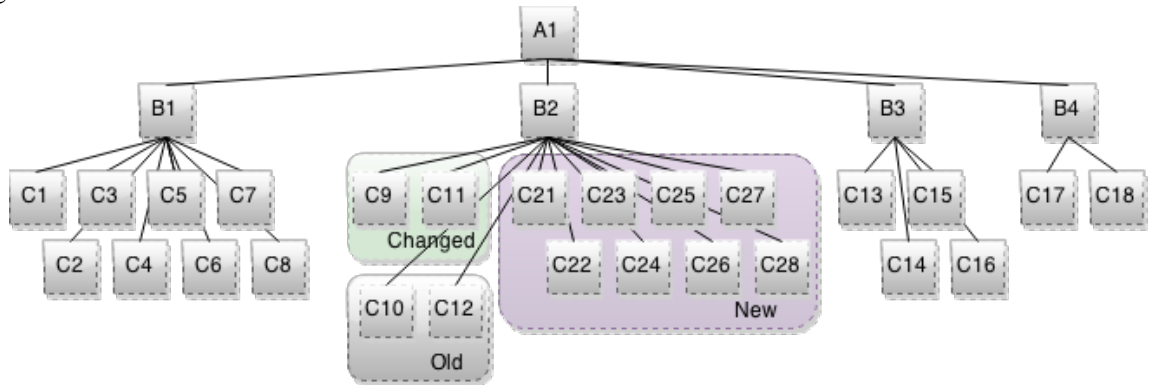 A1
B1 B2 B3 B4
C1 C3 C5 C7 C9 C11 C21 C23 C25 C27 C13 C15 C17 C18
Changed
C2 C4 C6 C8 C22 C24 C26 C28 C14 C16
C10 C12 New
Old